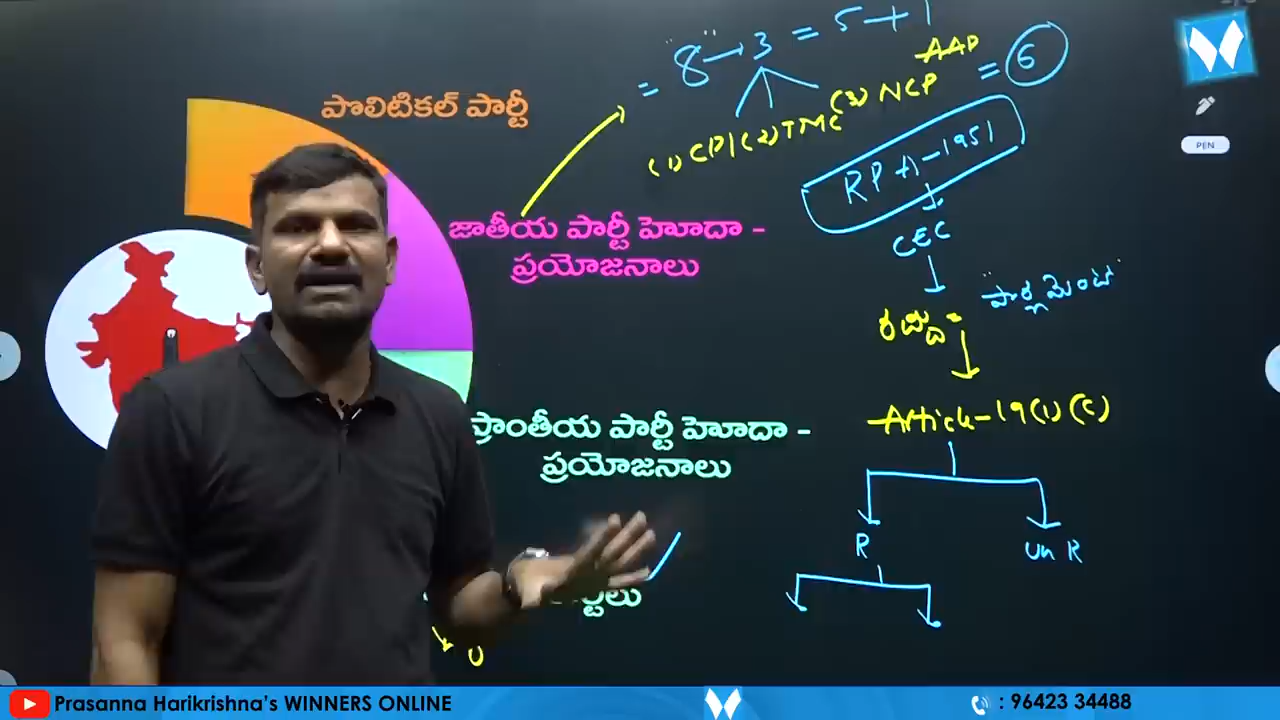 = "8" → 3 = 5 + 1
AAP
= 6
(1) CPI (2) TMC (3) NCP
పొలిటికల్ పార్టీ
RPA-1951
జాతీయ పార్టీ హెూదా -
ప్రయోజనాలు
CEC
"పార్లమెంట్"
రద్దు
Article-19(1)(c)
ప్రాంతీయ పార్టీ హెూదా -
ప్రయోజనాలు
R
Un R
U
PEN
Prasanna Harikrishna's WINNERS ONLINE
: 96423 34488